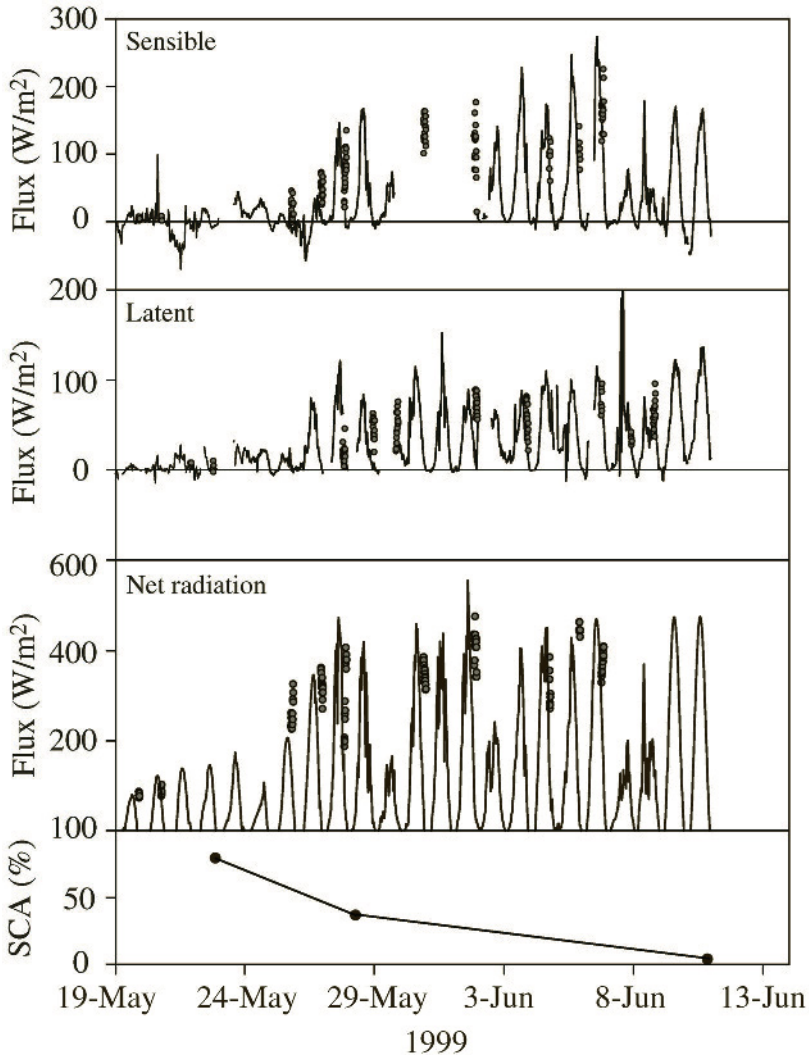 300
Sensible
200
100
0
Flux (W/m²)
200
Latent
100
0
Flux (W/m²)
600
Net radiation
400
200
Flux (W/m²)
100
50
0
SCA (%)
19-May 24-May 29-May 3-Jun 8-Jun 13-Jun
1999